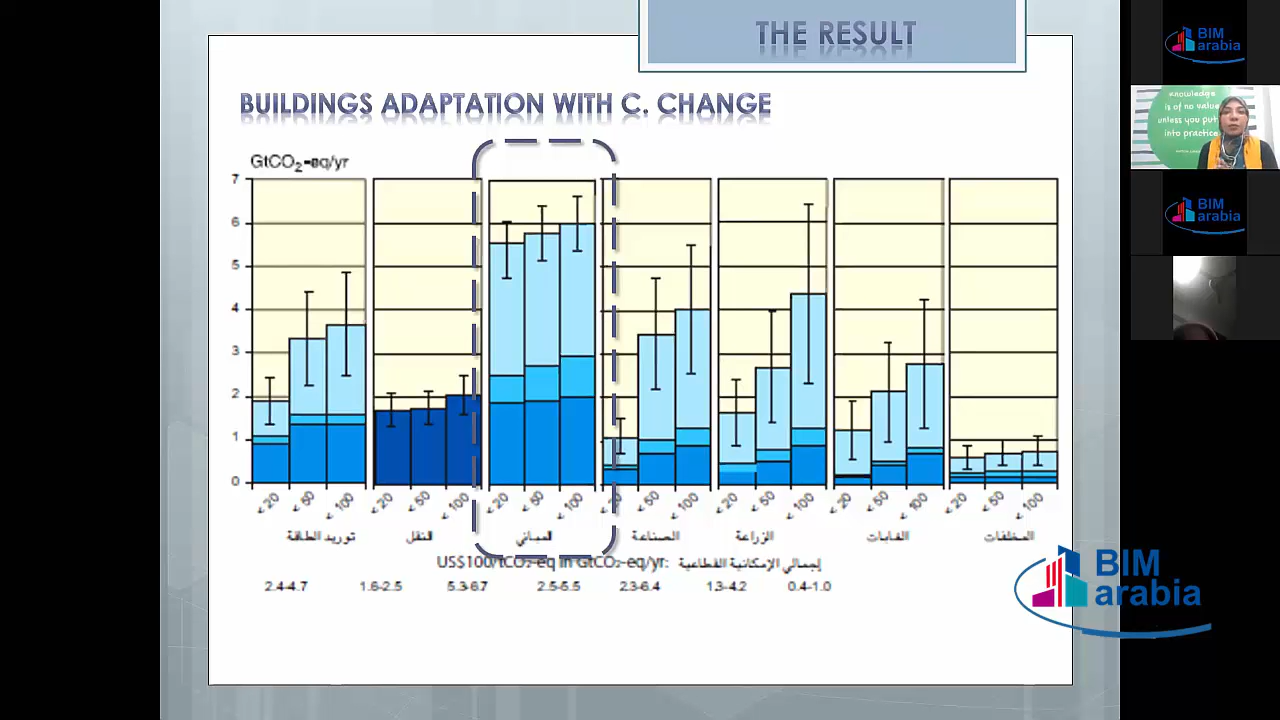 THE RESULT
BUILDINGS ADAPTATION WITH C. CHANGE
GtCO₂-eq/yr
7
6
5
4
3
2
1
0
< 20 < 50 < 100 < 20 < 50 < 100 < 20 < 50 < 100 < 20 < 50 < 100 < 20 < 50 < 100 < 20 < 50 < 100 < 20 < 50 < 100
توريد الطاقة النقل المباني الصناعة الزراعة الغابات المخلفات
US$100/tCO₂-eq in GtCO₂-eq/yr: إجمالي الإمكانية القطاعية
2.4-4.7 1.6-2.5 5.3-6.7 2.5-5.5 2.3-6.4 1.3-4.2 0.4-1.0
BIM
arabia
BIM
arabia
knowledge
is of no value
unless you put
into practice
BIM
arabia